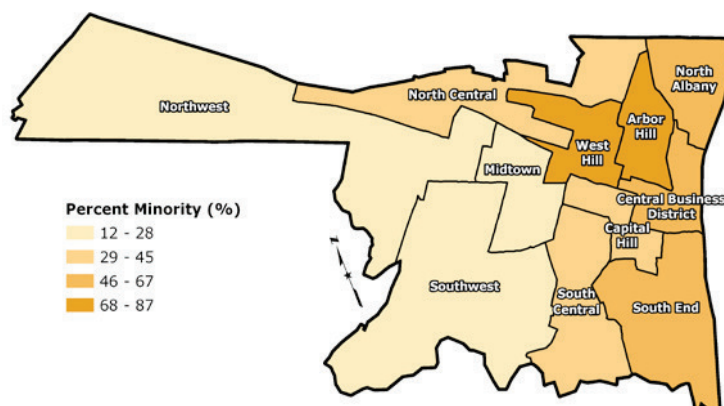 North
Albany
Northwest
North Central
Arbor
Hill
West
Hill
Midtown
Percent Minority (%)
12 - 28
29 - 45
46 - 67
68 - 87
Central Business
District
Capital
Hill
N
Southwest
South
Central
South End